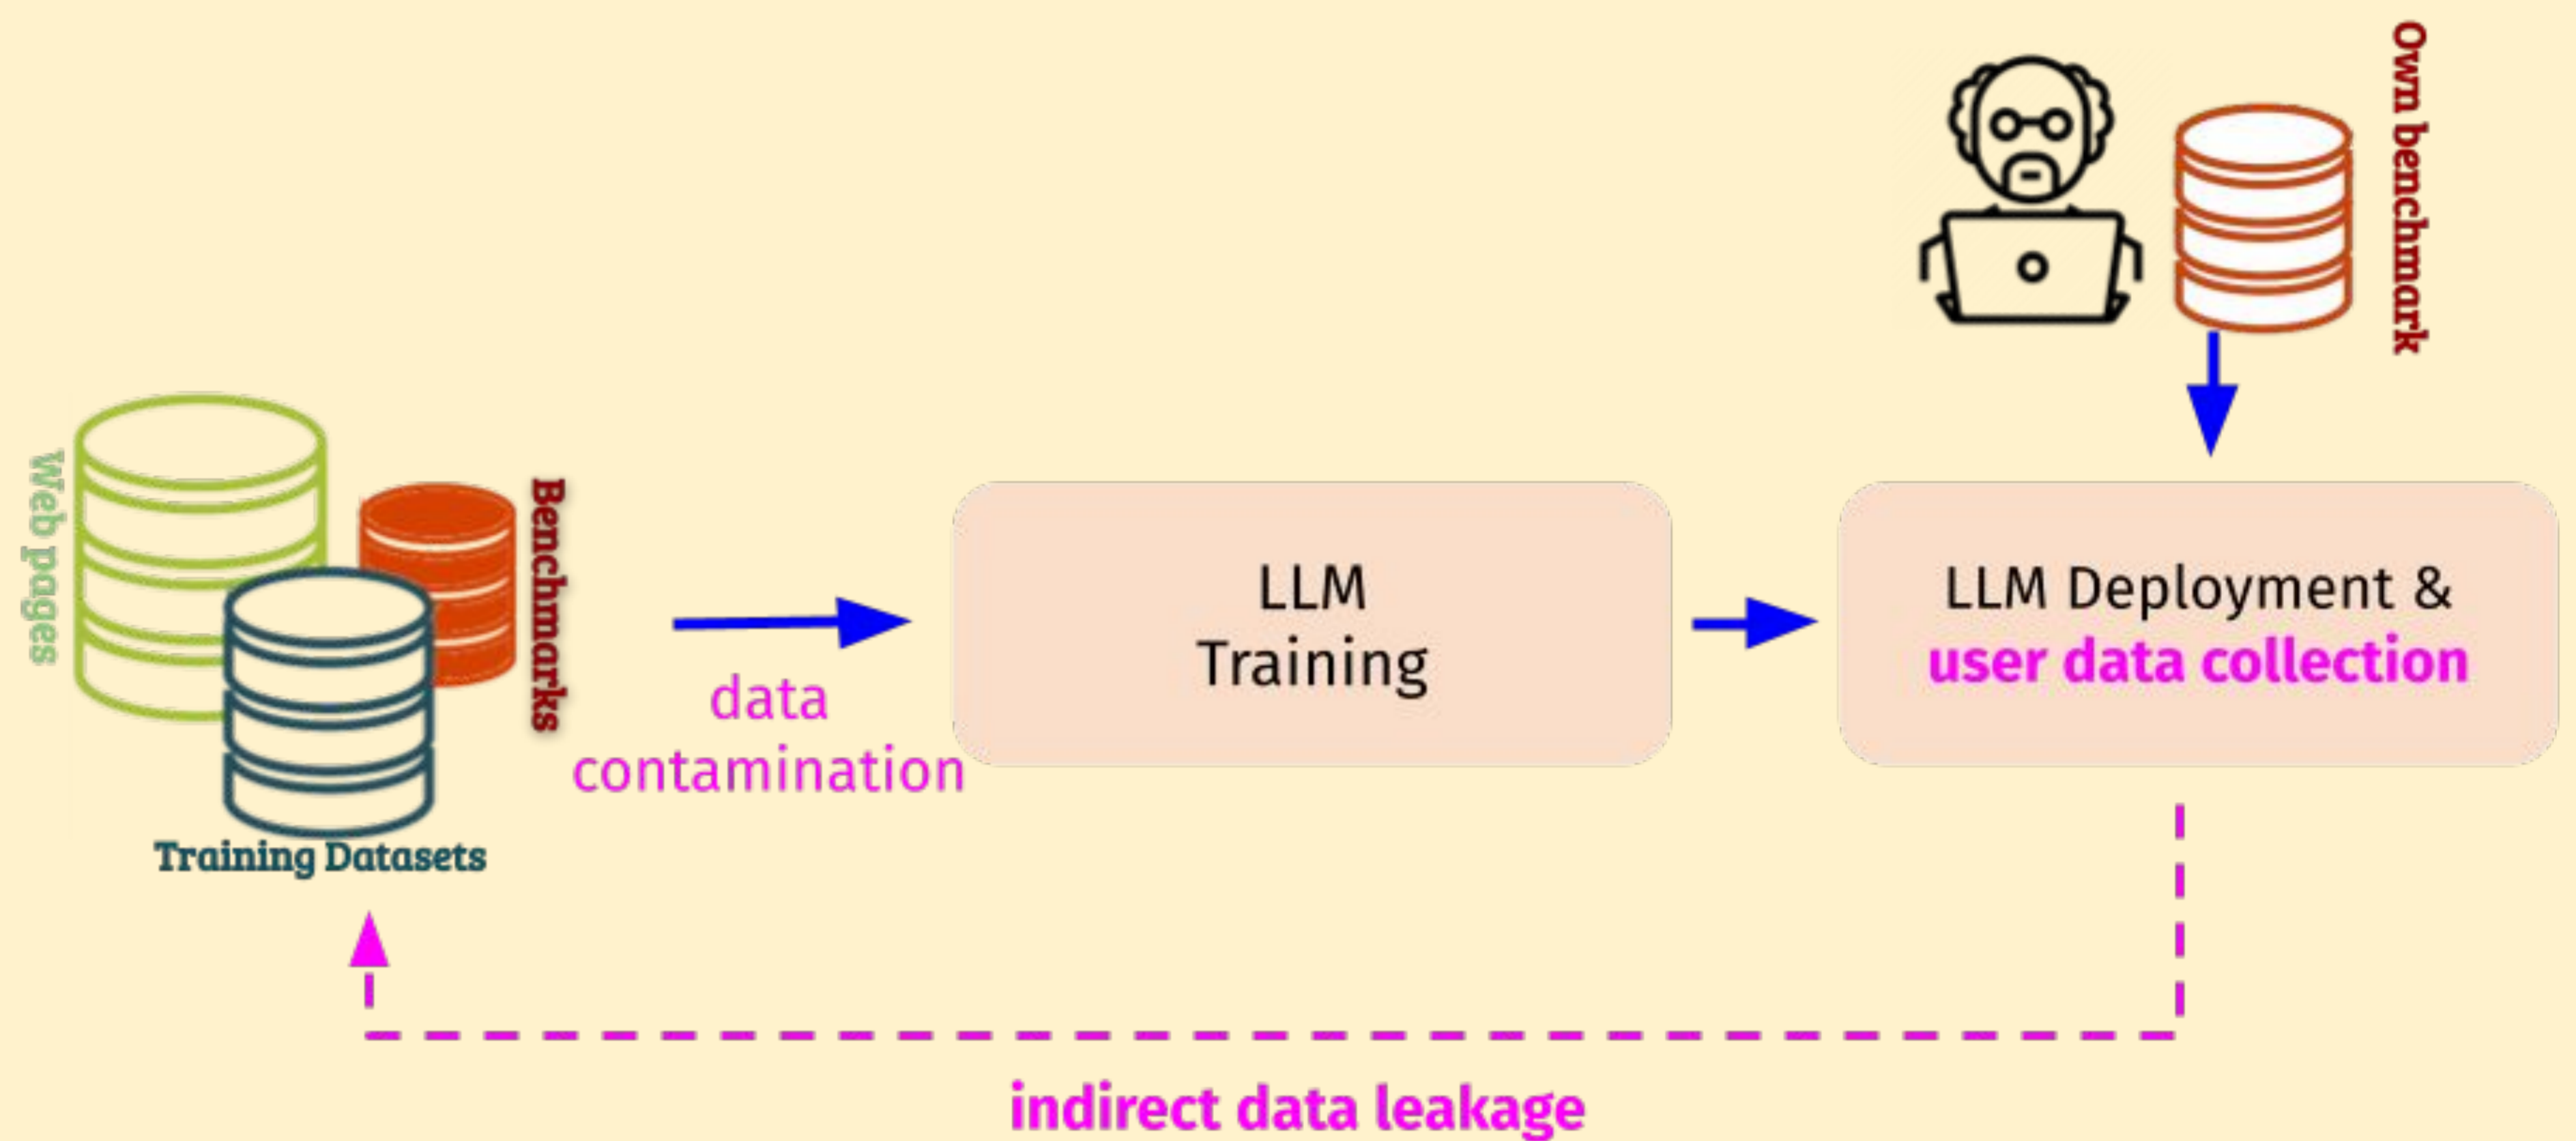 Own benchmark
Web pages
Benchmarks
Training Datasets
data
contamination
LLM
Training
LLM Deployment &
user data collection
indirect data leakage